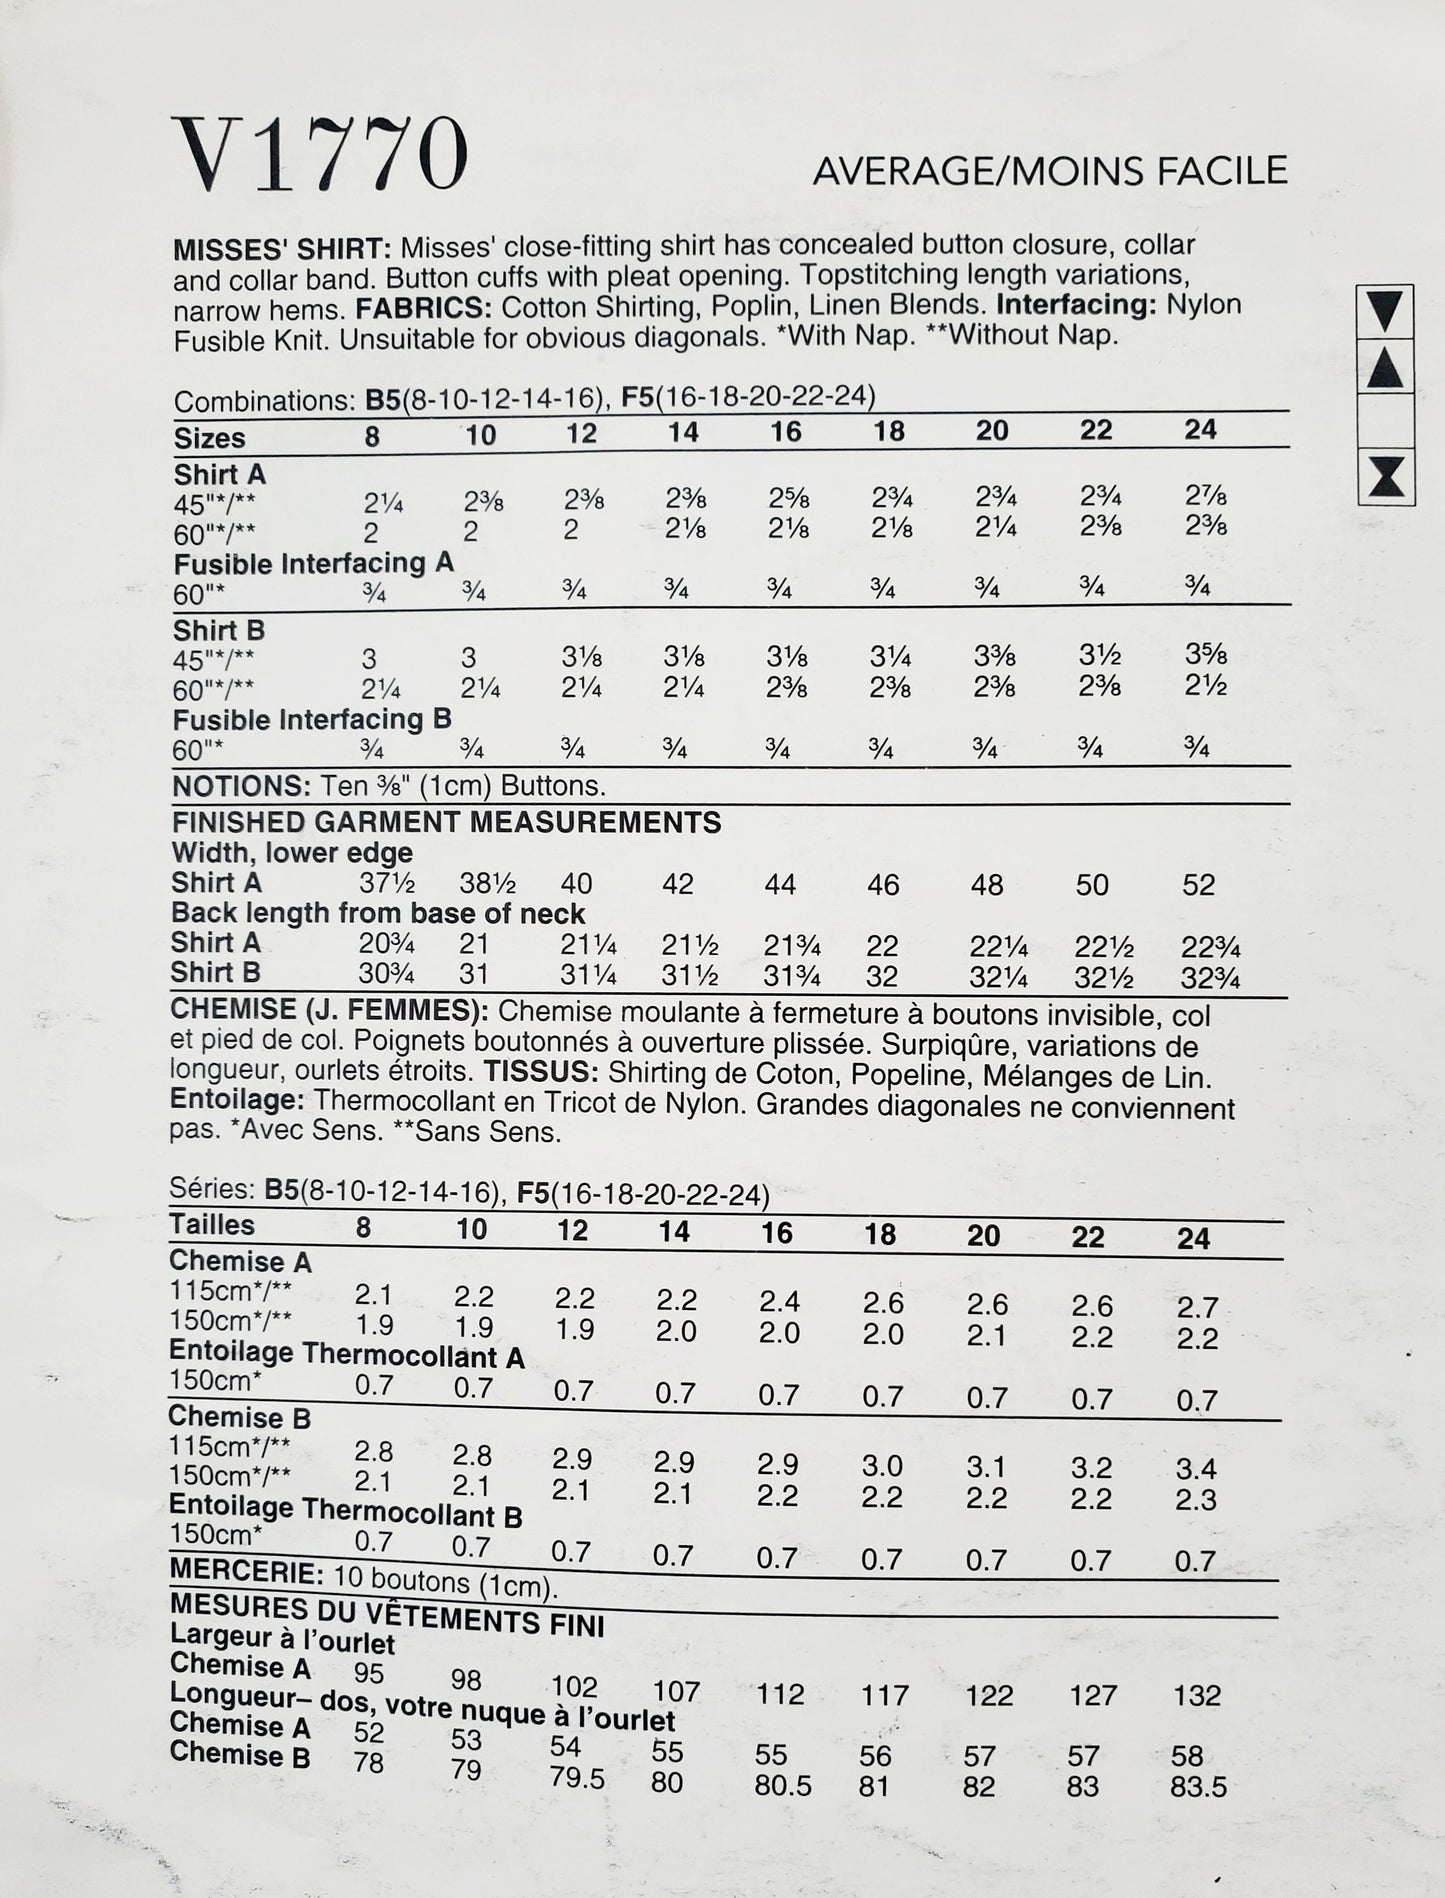 V1770
AVERAGE/MOINS FACILE
MISSES' SHIRT: Misses' close-fitting shirt has concealed button closure, collar
and collar band. Button cuffs with pleat opening. Topstitching length variations,
narrow hems. FABRICS: Cotton Shirting, Poplin, Linen Blends. Interfacing: Nylon
Fusible Knit. Unsuitable for obvious diagonals. *With Nap. **Without Nap.
Combinations: B5(8-10-12-14-16), F5(16-18-20-22-24)
Sizes 8 10 12 14 16 18 20 22 24
Shirt A
45"*/** 2¼ 2⅜ 2⅜ 2⅜ 2⅝ 2¾ 2¾ 2¾ 2⅞
60"*/** 2 2 2 2⅛ 2⅛ 2⅛ 2¼ 2⅜ 2⅜
Fusible Interfacing A
60"* ¾ ¾ ¾ ¾ ¾ ¾ ¾ ¾ ¾
Shirt B
45"*/** 3 3 3⅛ 3⅛ 3⅛ 3¼ 3⅜ 3½ 3⅝
60"*/** 2¼ 2¼ 2¼ 2¼ 2⅜ 2⅜ 2⅜ 2⅜ 2½
Fusible Interfacing B
60"* ¾ ¾ ¾ ¾ ¾ ¾ ¾ ¾ ¾
NOTIONS: Ten ⅜" (1cm) Buttons.
FINISHED GARMENT MEASUREMENTS
Width, lower edge
Shirt A 37½ 38½ 40 42 44 46 48 50 52
Back length from base of neck
Shirt A 20¾ 21 21¼ 21½ 21¾ 22 22¼ 22½ 22¾
Shirt B 30¾ 31 31¼ 31½ 31¾ 32 32¼ 32½ 32¾
CHEMISE (J. FEMMES): Chemise moulante à fermeture à boutons invisible, col
et pied de col. Poignets boutonnés à ouverture plissée. Surpiqûre, variations de
longueur, ourlets étroits. TISSUS: Shirting de Coton, Popeline, Mélanges de Lin.
Entoilage: Thermocollant en Tricot de Nylon. Grandes diagonales ne conviennent
pas. *Avec Sens. **Sans Sens.
Séries: B5(8-10-12-14-16), F5(16-18-20-22-24)
Tailles 8 10 12 14 16 18 20 22 24
Chemise A
115cm*/** 2.1 2.2 2.2 2.2 2.4 2.6 2.6 2.6 2.7
150cm*/** 1.9 1.9 1.9 2.0 2.0 2.0 2.1 2.2 2.2
Entoilage Thermocollant A
150cm* 0.7 0.7 0.7 0.7 0.7 0.7 0.7 0.7 0.7
Chemise B
115cm*/** 2.8 2.8 2.9 2.9 2.9 3.0 3.1 3.2 3.4
150cm*/** 2.1 2.1 2.1 2.1 2.2 2.2 2.2 2.2 2.3
Entoilage Thermocollant B
150cm* 0.7 0.7 0.7 0.7 0.7 0.7 0.7 0.7 0.7
MERCERIE: 10 boutons (1cm).
MESURES DU VÊTEMENTS FINI
Largeur à l'ourlet
Chemise A 95 98 102 107 112 117 122 127 132
Longueur– dos, votre nuque à l'ourlet
Chemise A 52 53 54 55 55 56 57 57 58
Chemise B 78 79 79.5 80 80.5 81 82 83 83.5